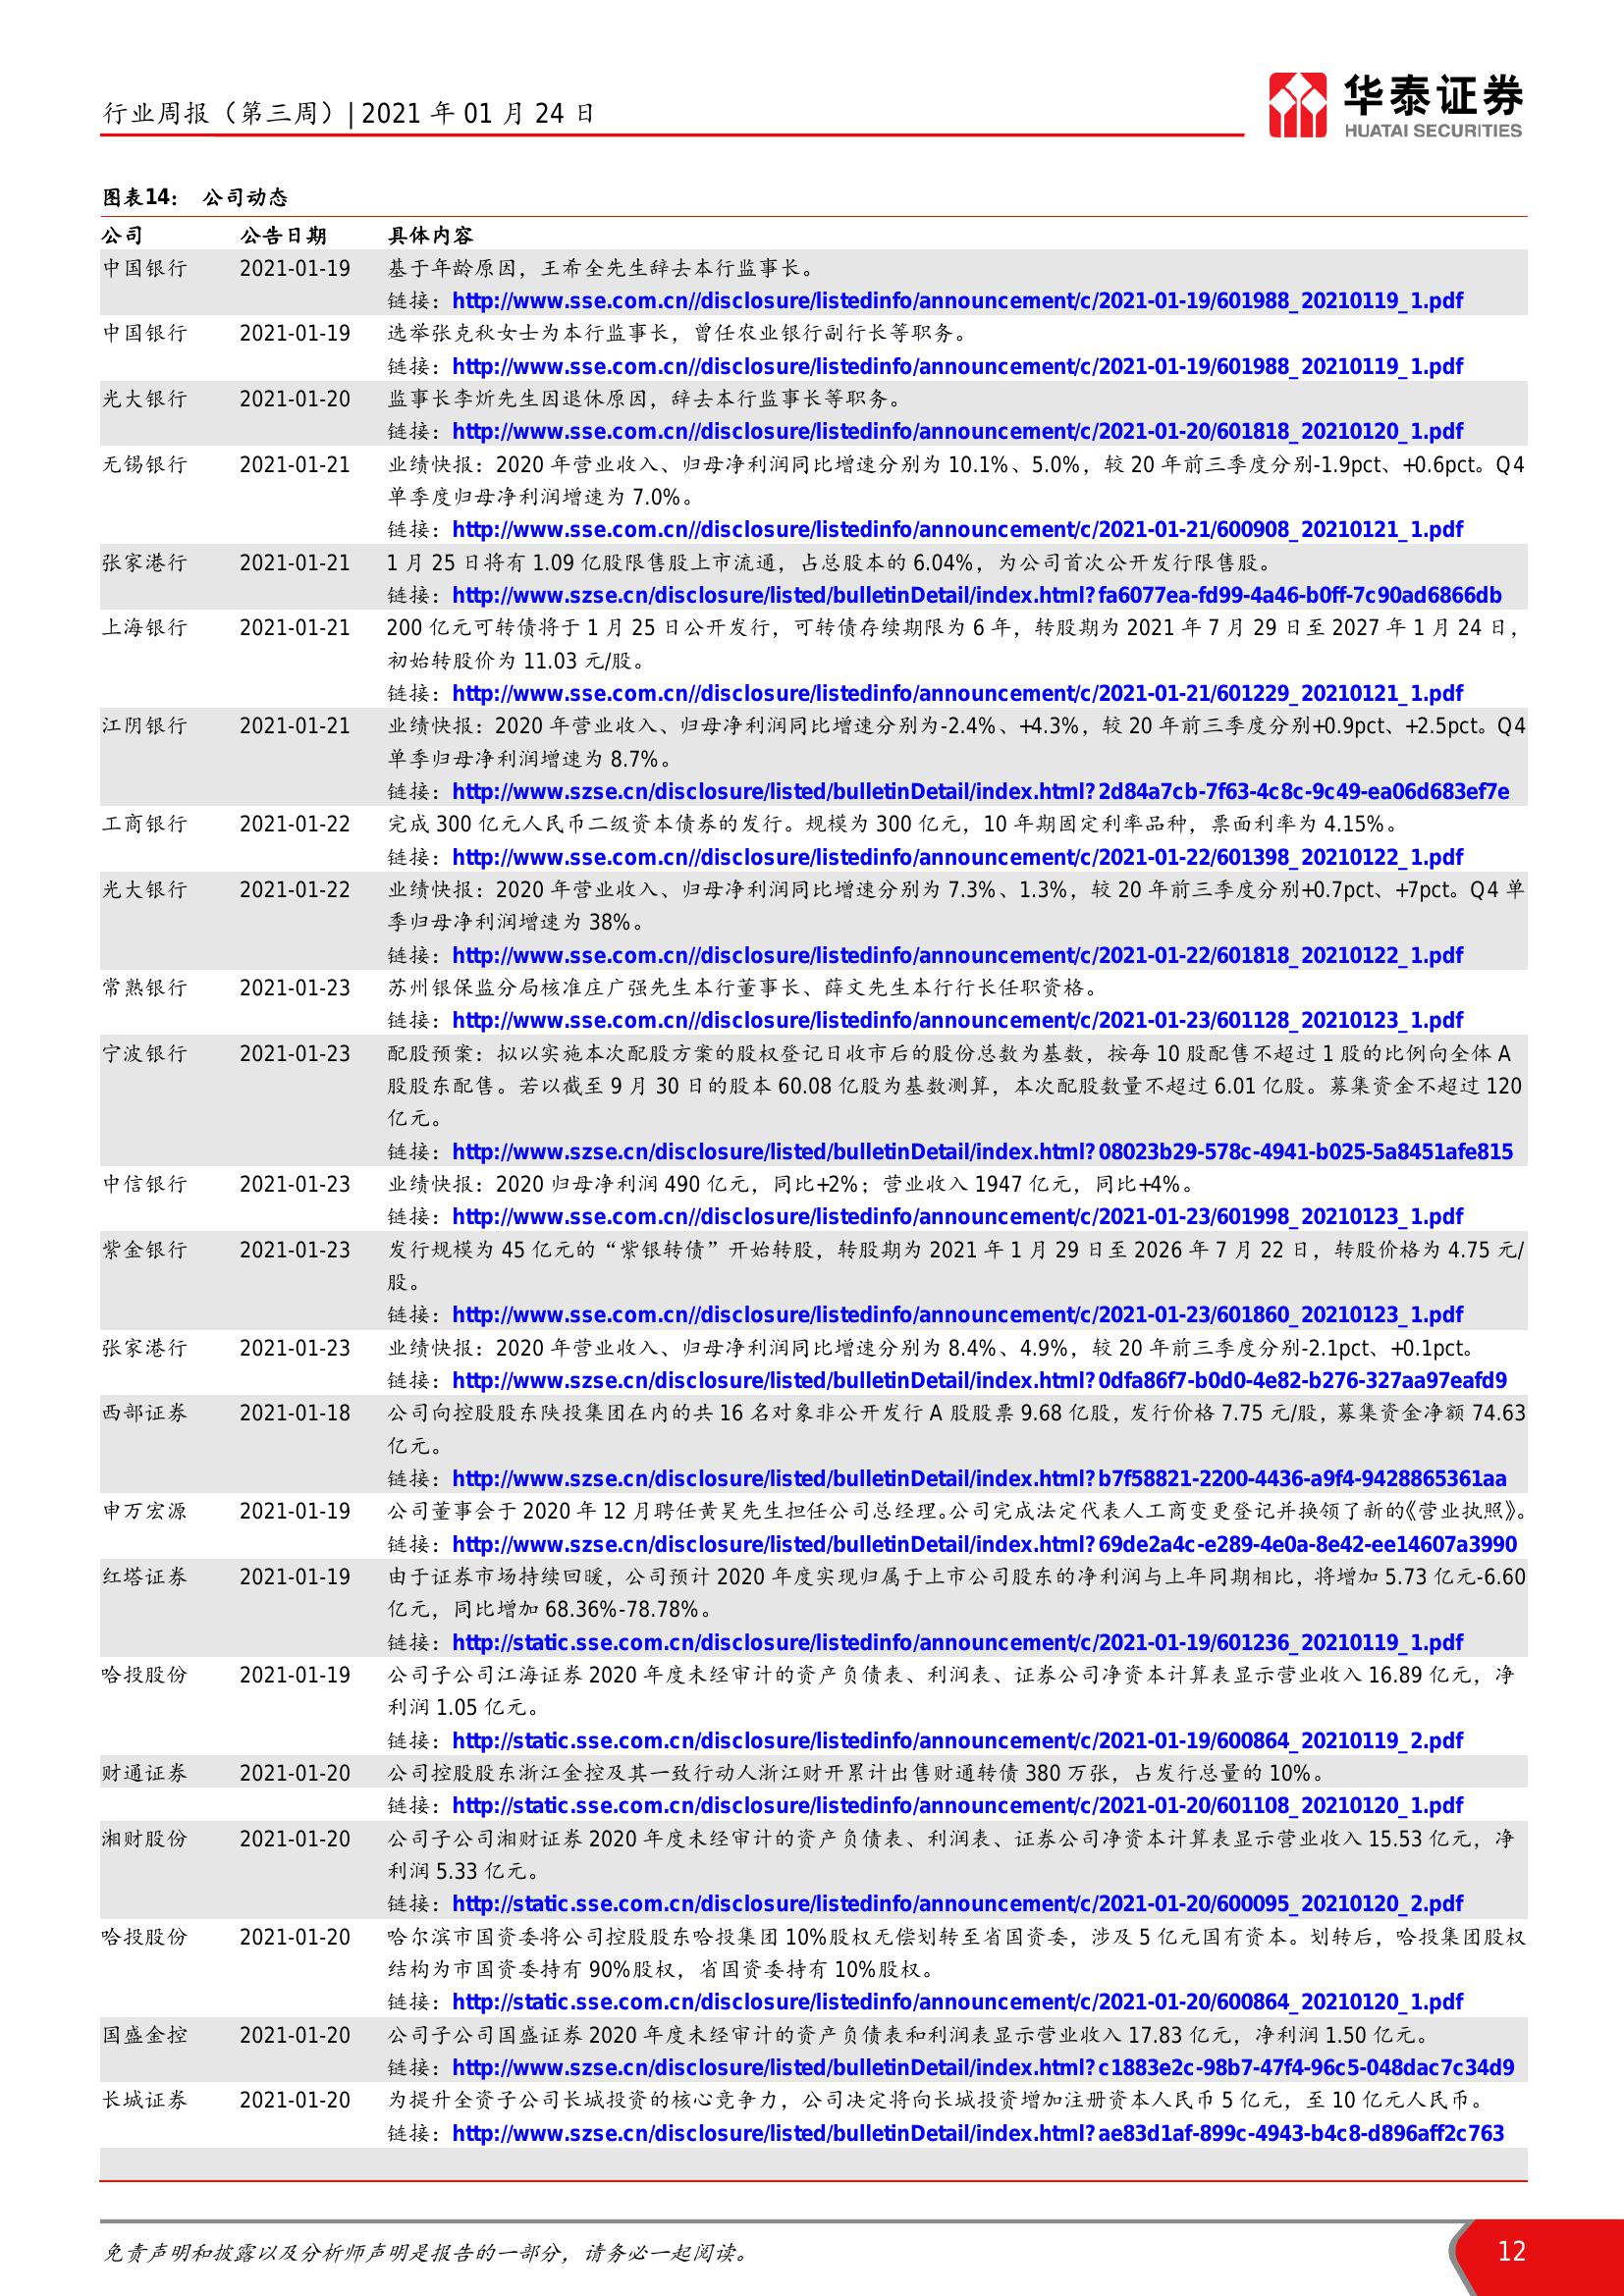 行业周报（第三周）| 2021 年 01 月 24 日
华泰证券
HUATAI SECURITIES
图表14： 公司动态
公司 公告日期 具体内容
中国银行 2021-01-19 基于年龄原因，王希全先生辞去本行监事长。
链接：http://www.sse.com.cn//disclosure/listedinfo/announcement/c/2021-01-19/601988_20210119_1.pdf
中国银行 2021-01-19 选举张克秋女士为本行监事长，曾任农业银行副行长等职务。
链接：http://www.sse.com.cn//disclosure/listedinfo/announcement/c/2021-01-19/601988_20210119_1.pdf
光大银行 2021-01-20 监事长李炘先生因退休原因，辞去本行监事长等职务。
链接：http://www.sse.com.cn//disclosure/listedinfo/announcement/c/2021-01-20/601818_20210120_1.pdf
无锡银行 2021-01-21 业绩快报：2020 年营业收入、归母净利润同比增速分别为 10.1%、5.0%，较 20 年前三季度分别-1.9pct、+0.6pct。Q4
单季度归母净利润增速为 7.0%。
链接：http://www.sse.com.cn//disclosure/listedinfo/announcement/c/2021-01-21/600908_20210121_1.pdf
张家港行 2021-01-21 1 月 25 日将有 1.09 亿股限售股上市流通，占总股本的 6.04%，为公司首次公开发行限售股。
链接：http://www.szse.cn/disclosure/listed/bulletinDetail/index.html?fa6077ea-fd99-4a46-b0ff-7c90ad6866db
上海银行 2021-01-21 200 亿元可转债将于 1 月 25 日公开发行，可转债存续期限为 6 年，转股期为 2021 年 7 月 29 日至 2027 年 1 月 24 日，
初始转股价为 11.03 元/股。
链接：http://www.sse.com.cn//disclosure/listedinfo/announcement/c/2021-01-21/601229_20210121_1.pdf
江阴银行 2021-01-21 业绩快报：2020 年营业收入、归母净利润同比增速分别为-2.4%、+4.3%，较 20 年前三季度分别+0.9pct、+2.5pct。Q4
单季归母净利润增速为 8.7%。
链接：http://www.szse.cn/disclosure/listed/bulletinDetail/index.html?2d84a7cb-7f63-4c8c-9c49-ea06d683ef7e
工商银行 2021-01-22 完成 300 亿元人民币二级资本债券的发行。规模为 300 亿元，10 年期固定利率品种，票面利率为 4.15%。
链接：http://www.sse.com.cn//disclosure/listedinfo/announcement/c/2021-01-22/601398_20210122_1.pdf
光大银行 2021-01-22 业绩快报：2020 年营业收入、归母净利润同比增速分别为 7.3%、1.3%，较 20 年前三季度分别+0.7pct、+7pct。Q4 单
季归母净利润增速为 38%。
链接：http://www.sse.com.cn//disclosure/listedinfo/announcement/c/2021-01-22/601818_20210122_1.pdf
常熟银行 2021-01-23 苏州银保监分局核准庄广强先生本行董事长、薛文先生本行行长任职资格。
链接：http://www.sse.com.cn//disclosure/listedinfo/announcement/c/2021-01-23/601128_20210123_1.pdf
宁波银行 2021-01-23 配股预案：拟以实施本次配股方案的股权登记日收市后的股份总数为基数，按每 10 股配售不超过 1 股的比例向全体 A
股股东配售。若以截至 9 月 30 日的股本 60.08 亿股为基数测算，本次配股数量不超过 6.01 亿股。募集资金不超过 120
亿元。
链接：http://www.szse.cn/disclosure/listed/bulletinDetail/index.html?08023b29-578c-4941-b025-5a8451afe815
中信银行 2021-01-23 业绩快报：2020 归母净利润 490 亿元，同比+2%；营业收入 1947 亿元，同比+4%。
链接：http://www.sse.com.cn//disclosure/listedinfo/announcement/c/2021-01-23/601998_20210123_1.pdf
紫金银行 2021-01-23 发行规模为 45 亿元的“紫银转债”开始转股，转股期为 2021 年 1 月 29 日至 2026 年 7 月 22 日，转股价格为 4.75 元/
股。
链接：http://www.sse.com.cn//disclosure/listedinfo/announcement/c/2021-01-23/601860_20210123_1.pdf
张家港行 2021-01-23 业绩快报：2020 年营业收入、归母净利润同比增速分别为 8.4%、4.9%，较 20 年前三季度分别-2.1pct、+0.1pct。
链接：http://www.szse.cn/disclosure/listed/bulletinDetail/index.html?0dfa86f7-b0d0-4e82-b276-327aa97eafd9
西部证券 2021-01-18 公司向控股股东陕投集团在内的共 16 名对象非公开发行 A 股股票 9.68 亿股，发行价格 7.75 元/股，募集资金净额 74.63
亿元。
链接：http://www.szse.cn/disclosure/listed/bulletinDetail/index.html?b7f58821-2200-4436-a9f4-9428865361aa
申万宏源 2021-01-19 公司董事会于 2020 年 12 月聘任黄昊先生担任公司总经理。公司完成法定代表人工商变更登记并换领了新的《营业执照》。
链接：http://www.szse.cn/disclosure/listed/bulletinDetail/index.html?69de2a4c-e289-4e0a-8e42-ee14607a3990
红塔证券 2021-01-19 由于证券市场持续回暖，公司预计 2020 年度实现归属于上市公司股东的净利润与上年同期相比，将增加 5.73 亿元-6.60
亿元，同比增加 68.36%-78.78%。
链接：http://static.sse.com.cn/disclosure/listedinfo/announcement/c/2021-01-19/601236_20210119_1.pdf
哈投股份 2021-01-19 公司子公司江海证券 2020 年度未经审计的资产负债表、利润表、证券公司净资本计算表显示营业收入 16.89 亿元，净
利润 1.05 亿元。
链接：http://static.sse.com.cn/disclosure/listedinfo/announcement/c/2021-01-19/600864_20210119_2.pdf
财通证券 2021-01-20 公司控股股东浙江金控及其一致行动人浙江财开累计出售财通转债 380 万张，占发行总量的 10%。
链接：http://static.sse.com.cn/disclosure/listedinfo/announcement/c/2021-01-20/601108_20210120_1.pdf
湘财股份 2021-01-20 公司子公司湘财证券 2020 年度未经审计的资产负债表、利润表、证券公司净资本计算表显示营业收入 15.53 亿元，净
利润 5.33 亿元。
链接：http://static.sse.com.cn/disclosure/listedinfo/announcement/c/2021-01-20/600095_20210120_2.pdf
哈投股份 2021-01-20 哈尔滨市国资委将公司控股股东哈投集团 10%股权无偿划转至省国资委，涉及 5 亿元国有资本。划转后，哈投集团股权
结构为市国资委持有 90%股权，省国资委持有 10%股权。
链接：http://static.sse.com.cn/disclosure/listedinfo/announcement/c/2021-01-20/600864_20210120_1.pdf
国盛金控 2021-01-20 公司子公司国盛证券 2020 年度未经审计的资产负债表和利润表显示营业收入 17.83 亿元，净利润 1.50 亿元。
链接：http://www.szse.cn/disclosure/listed/bulletinDetail/index.html?c1883e2c-98b7-47f4-96c5-048dac7c34d9
长城证券 2021-01-20 为提升全资子公司长城投资的核心竞争力，公司决定将向长城投资增加注册资本人民币 5 亿元，至 10 亿元人民币。
链接：http://www.szse.cn/disclosure/listed/bulletinDetail/index.html?ae83d1af-899c-4943-b4c8-d896aff2c763
免责声明和披露以及分析师声明是报告的一部分，请务必一起阅读。
12